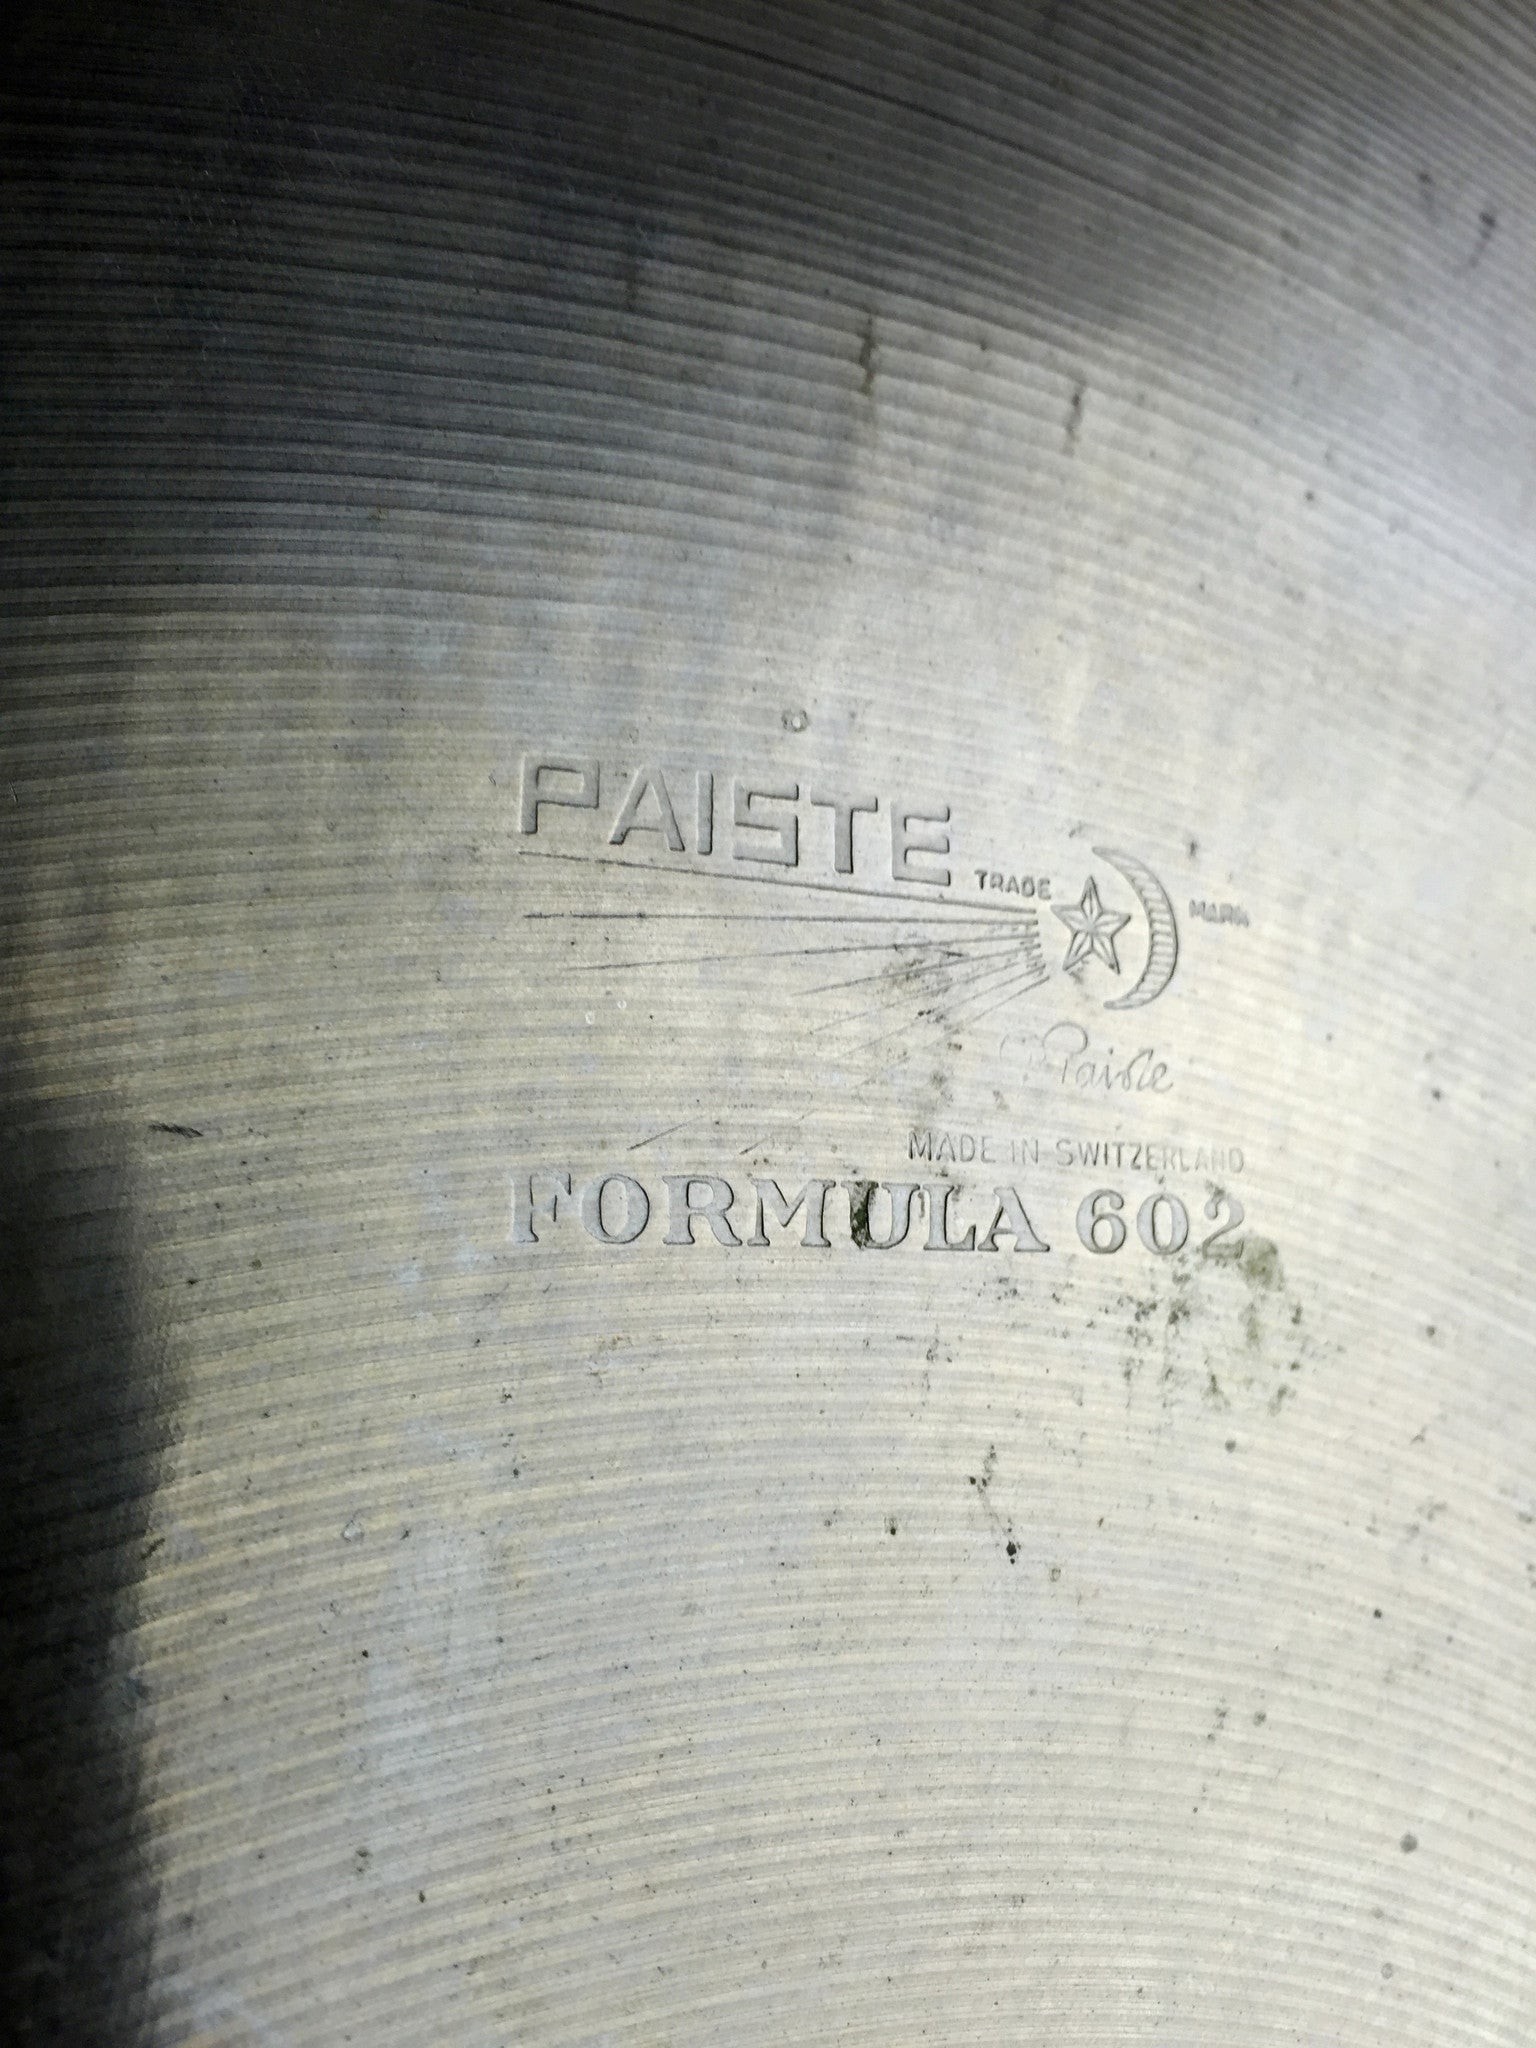 PAISTE
TRADE MARK
Paiste
MADE IN SWITZERLAND
FORMULA 602